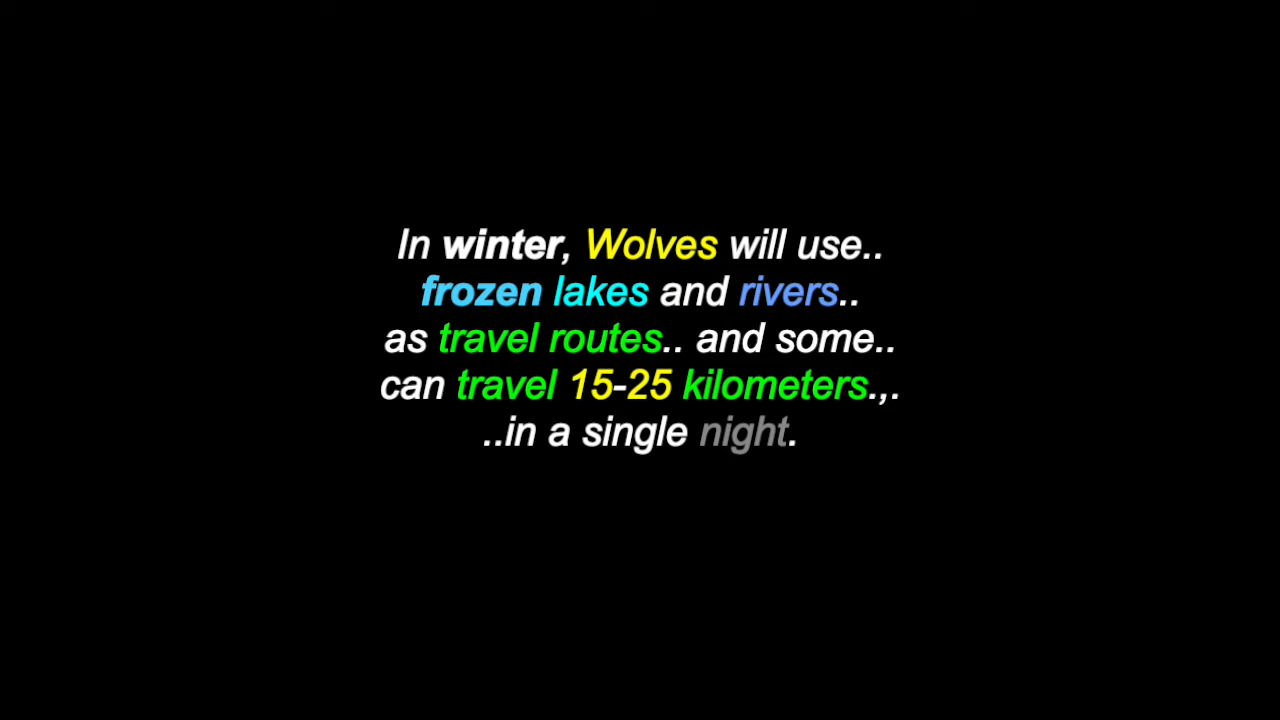 In winter, Wolves will use..
frozen lakes and rivers..
as travel routes.. and some..
can travel 15-25 kilometers.,.
..in a single night.